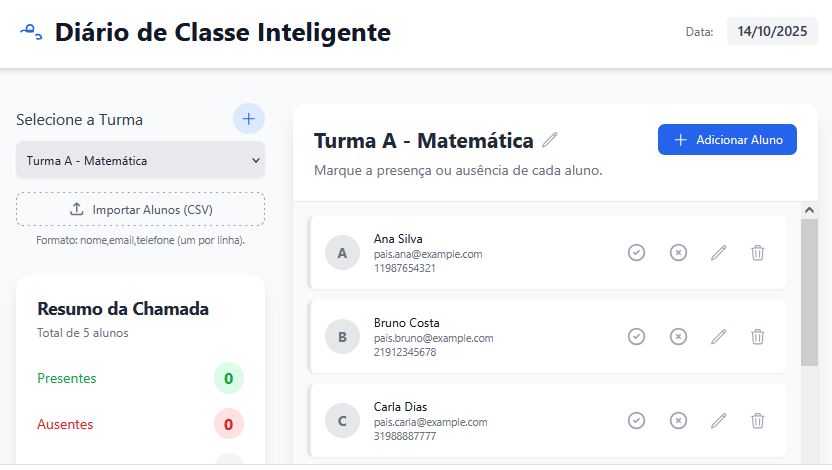 Diário de Classe Inteligente
Data: 14/10/2025
Selecione a Turma
Turma A - Matemática
Importar Alunos (CSV)
Formato: nome,email,telefone (um por linha).
Resumo da Chamada
Total de 5 alunos
Presentes 0
Ausentes 0
Turma A - Matemática
Adicionar Aluno
Marque a presença ou ausência de cada aluno.
A
Ana Silva
pais.ana@example.com
11987654321
B
Bruno Costa
pais.bruno@example.com
21912345678
C
Carla Dias
pais.carla@example.com
31988887777